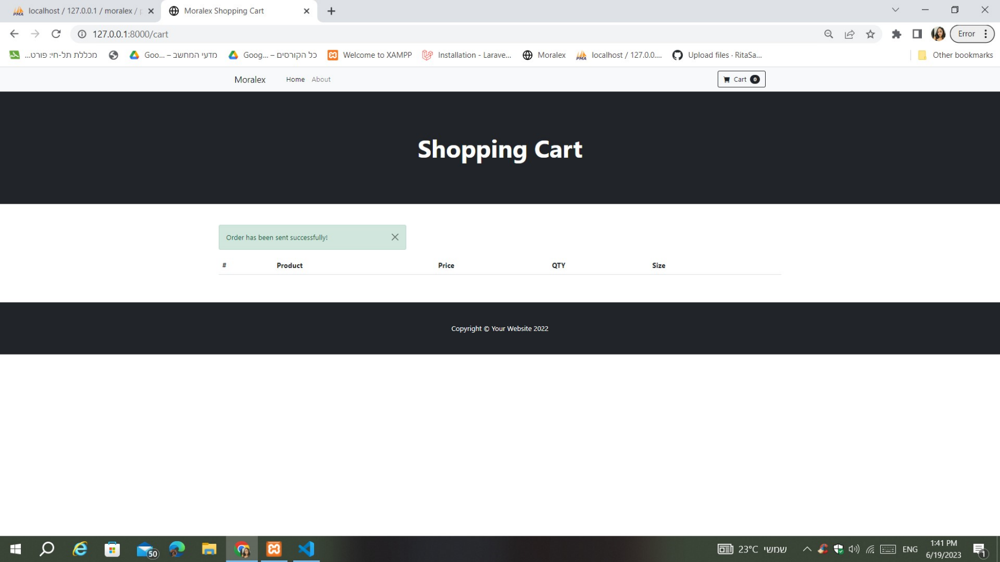 localhost / 127.0.0.1 / moralex /
Moralex Shopping Cart
127.0.0.1:8000/cart
Error
מכללת תל-חי: פורט...
מדעי המחשב – Goo...
כל הקורסים – Goog...
Welcome to XAMPP
Installation - Larave...
Moralex
localhost / 127.0.0....
Upload files · RitaSa...
Other bookmarks
Moralex
Home
About
Cart 0
Shopping Cart
Order has been sent successfully!
# Product Price QTY Size
Copyright © Your Website 2022
50
23°C שמשי
ENG
1:41 PM
6/19/2023
1